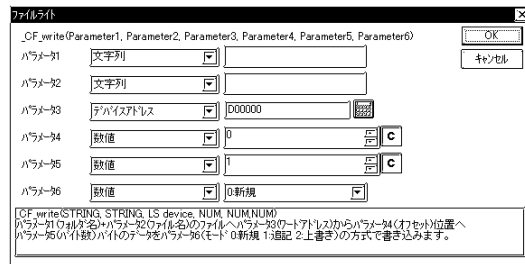 ファイルライト
_CF_write(Parameter1, Parameter2, Parameter3, Parameter4, Parameter5, Parameter6)
OK
キャンセル
パラメータ1 文字列
パラメータ2 文字列
パラメータ3 デバイスアドレス D00000
パラメータ4 数値 0 C
パラメータ5 数値 1 C
パラメータ6 数値 0:新規
_CF_write(STRING, STRING, LS device, NUM, NUM,NUM)
パラメータ1(フォルダ名)+パラメータ2(ファイル名)のファイルへパラメータ3(ワードアドレス)からパラメータ4(オフセット)位置へ
パラメータ5(バイト数)バイトのデータをパラメータ6(モード 0:新規 1:追記 2:上書き)の方式で書き込みます。